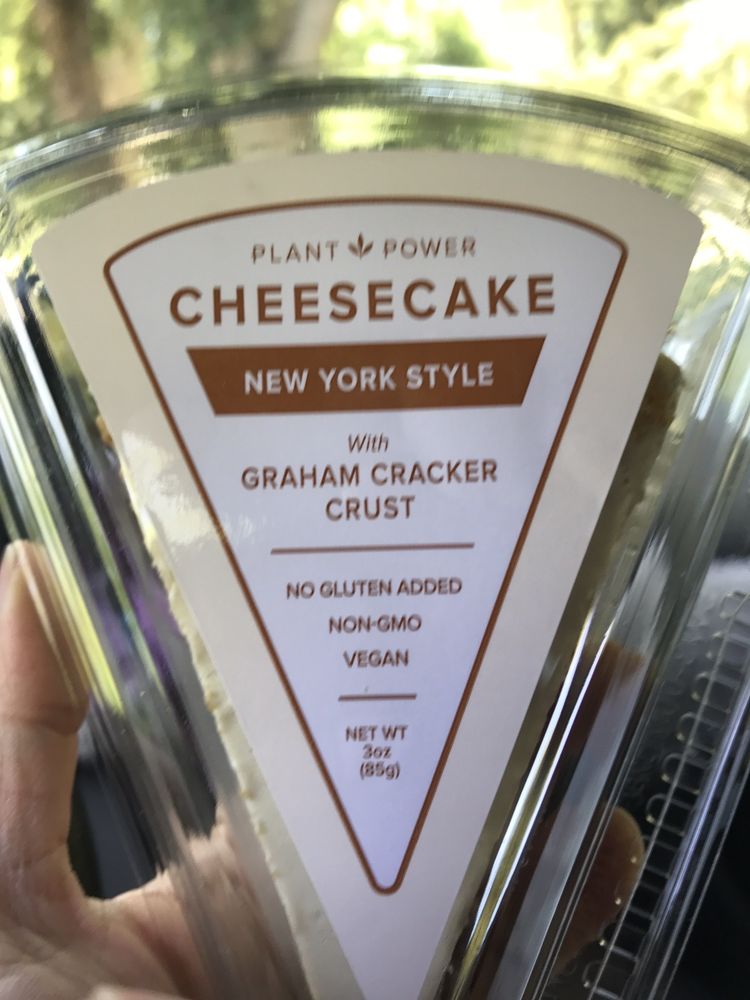 PLANT POWER
CHEESECAKE
NEW YORK STYLE
With
GRAHAM CRACKER
CRUST
NO GLUTEN ADDED
NON-GMO
VEGAN
NET WT
3oz
(85g)